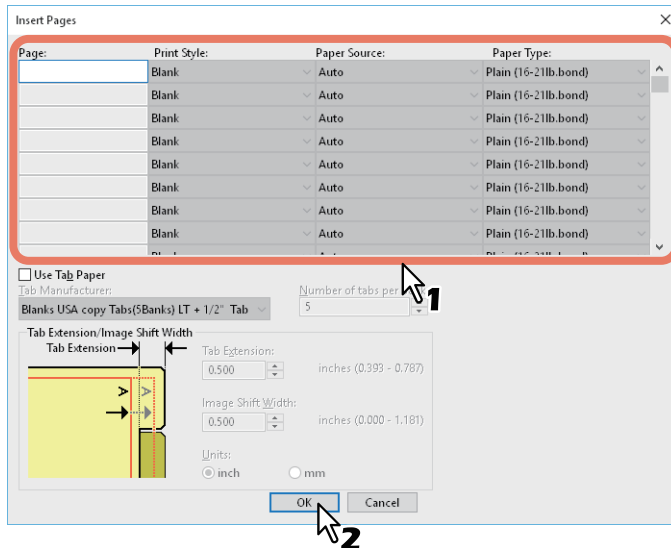 Insert Pages
Page: Print Style: Paper Source: Paper Type:
Blank Auto Plain (16-21lb.bond)
Blank Auto Plain (16-21lb.bond)
Blank Auto Plain (16-21lb.bond)
Blank Auto Plain (16-21lb.bond)
Blank Auto Plain (16-21lb.bond)
Blank Auto Plain (16-21lb.bond)
Blank Auto Plain (16-21lb.bond)
Blank Auto Plain (16-21lb.bond)
1
Use Tab Paper
Tab Manufacturer: Number of tabs per
Blanks USA copy Tabs(5Banks) LT + 1/2" Tab 5
Tab Extension/Image Shift Width
Tab Extension
A A
Tab Extension:
0.500 inches (0.393 - 0.787)
Image Shift Width:
0.500 inches (0.000 - 1.181)
Units:
inch mm
OK Cancel
2